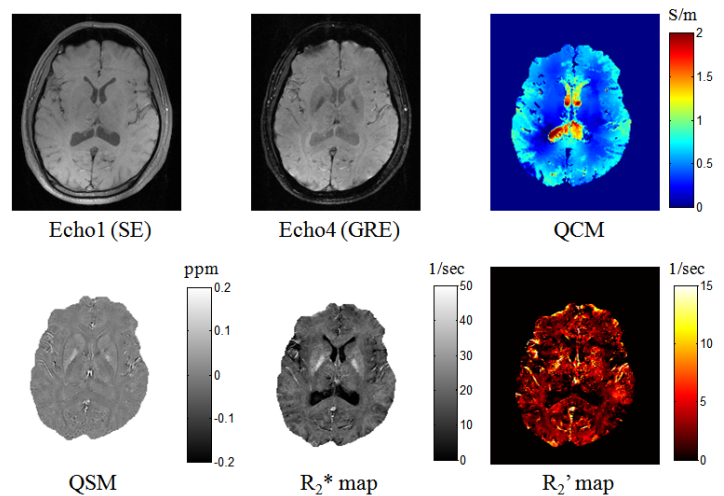 S/m
2
1.5
1
0.5
0
Echo1 (SE)
Echo4 (GRE)
QCM
ppm
0.2
0.1
0
-0.1
-0.2
1/sec
50
40
30
20
10
0
1/sec
15
10
5
0
QSM
R₂* map
R₂’ map